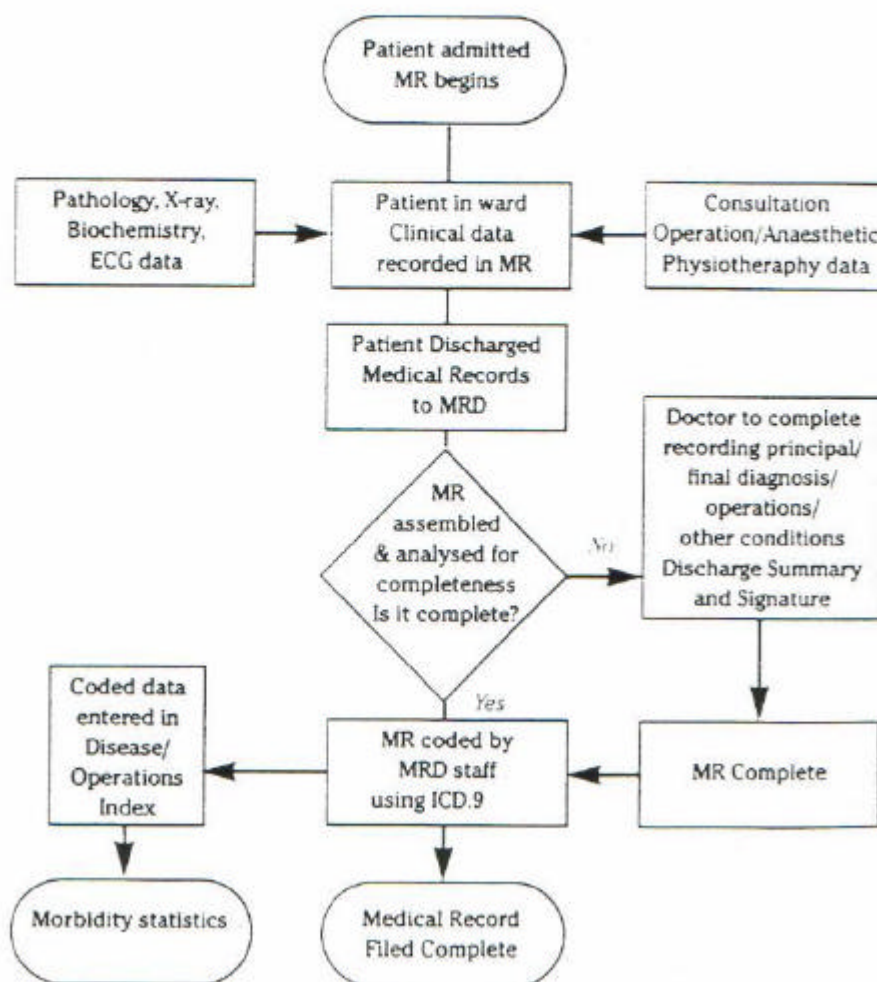 Patient admitted
MR begins
Pathology, X-ray,
Biochemistry,
ECG data
Patient in ward
Clinical data
recorded in MR
Consultation
Operation/Anaesthetic
Physiotheraphy data
Patient Discharged
Medical Records
to MRD
Doctor to complete
recording principal/
final diagnosis/
operations/
other conditions
Discharge Summary
and Signature
MR
assembled
& analysed for
completeness
Is it complete?
No
Yes
Coded data
entered in
Disease/
Operations
Index
MR coded by
MRD staff
using ICD.9
MR Complete
Morbidity statistics
Medical Record
Filed Complete